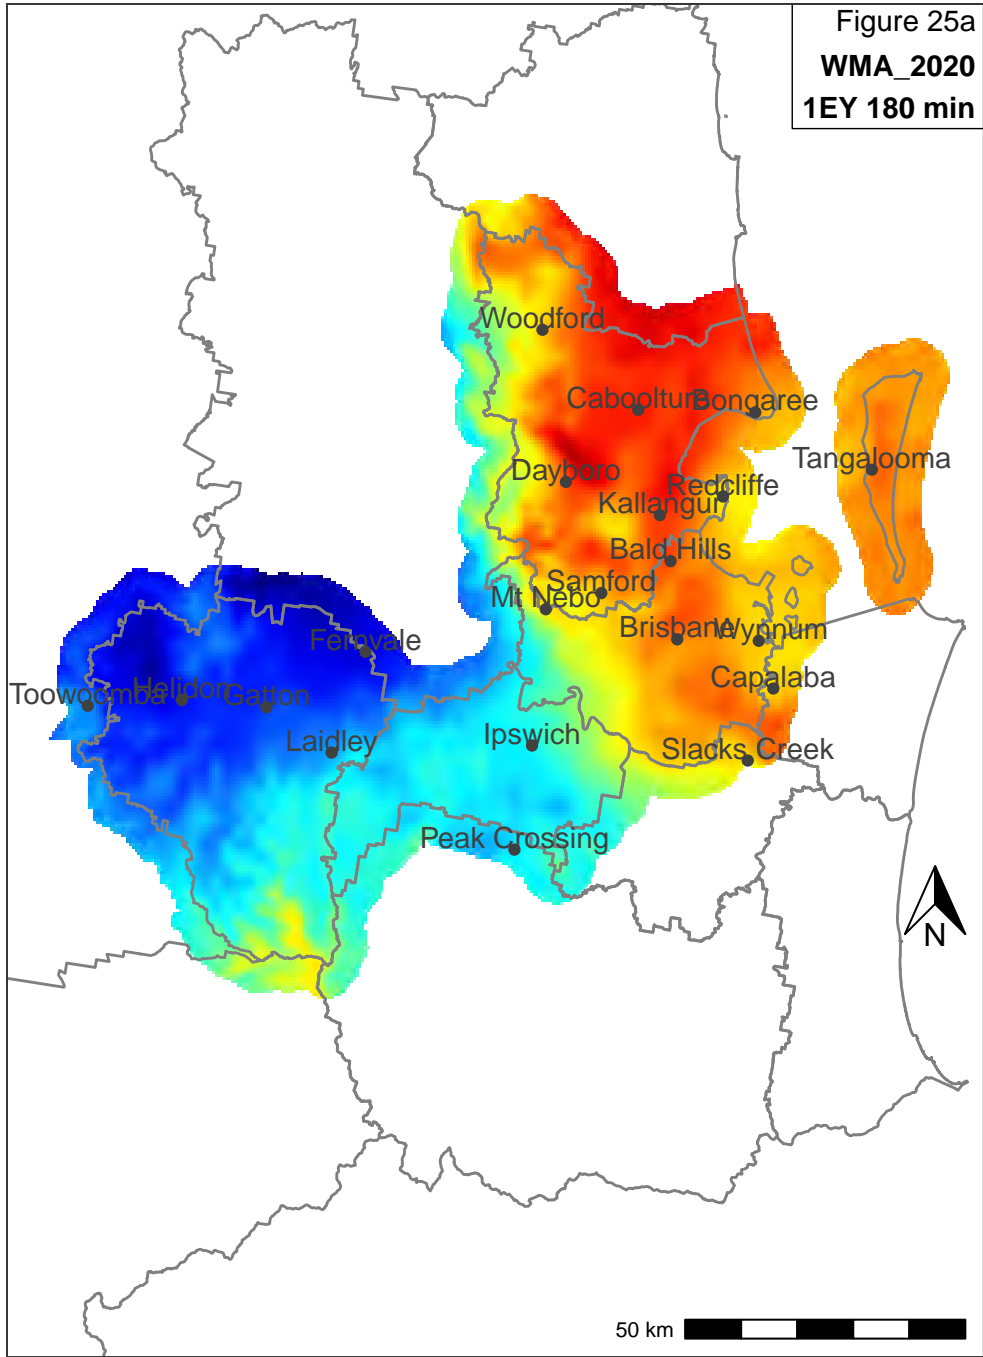 Figure 25a
WMA_2020
1EY 180 min
Woodford
Caboolture
Bongaree
Tangalooma
Dayboro
Redcliffe
Kallangur
Bald Hills
Samford
Mt Nebo
Brisbane
Wynnum
Fernvale
Capalaba
Toowoomba
Helidon
Gatton
Laidley
Ipswich
Slacks Creek
Peak Crossing
N
50 km